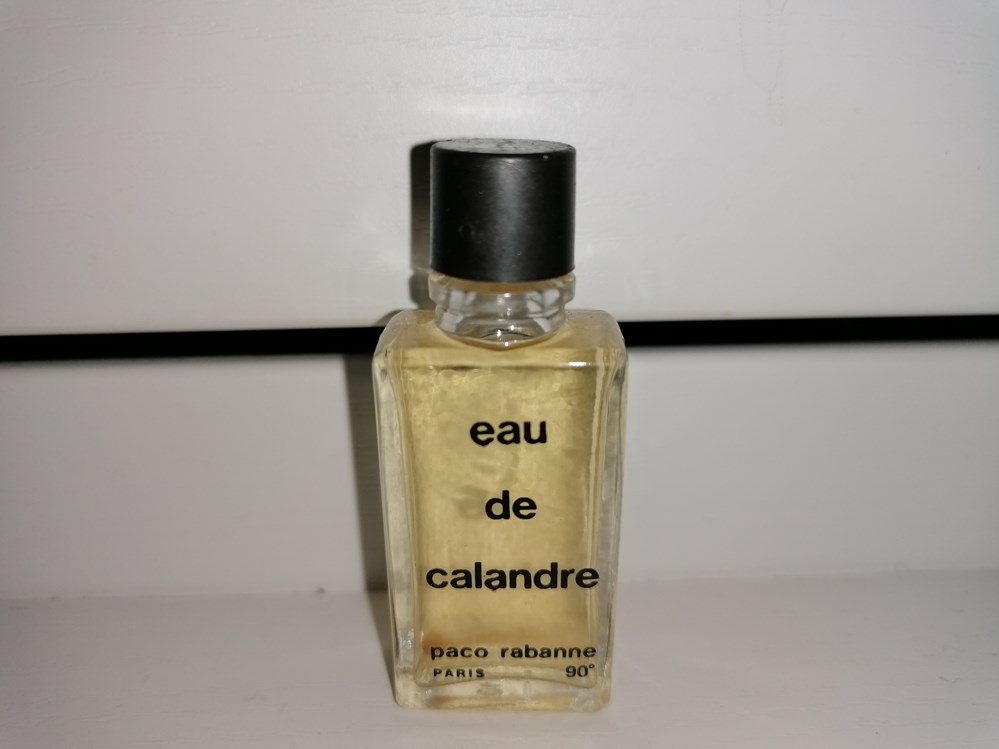 eau
de
calandre
paco rabanne
PARIS 90°